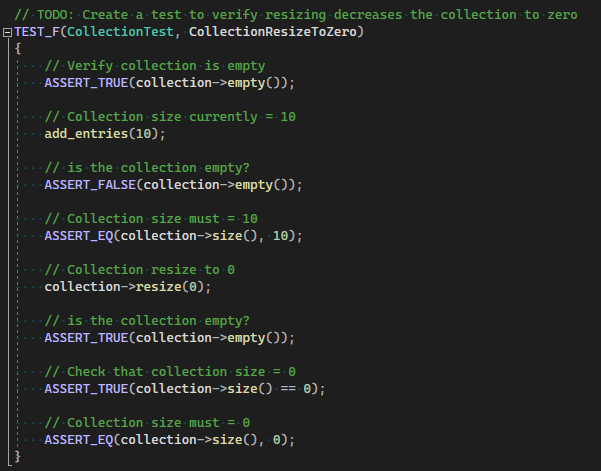 // TODO: Create a test to verify resizing decreases the collection to zero
TEST_F(CollectionTest, CollectionResizeToZero)
{
// Verify collection is empty
ASSERT_TRUE(collection->empty());
// Collection size currently = 10
add_entries(10);
// is the collection empty?
ASSERT_FALSE(collection->empty());
// Collection size must = 10
ASSERT_EQ(collection->size(), 10);
// Collection resize to 0
collection->resize(0);
// is the collection empty?
ASSERT_TRUE(collection->empty());
// Check that collection size = 0
ASSERT_TRUE(collection->size() == 0);
// Collection size must = 0
ASSERT_EQ(collection->size(), 0);
}